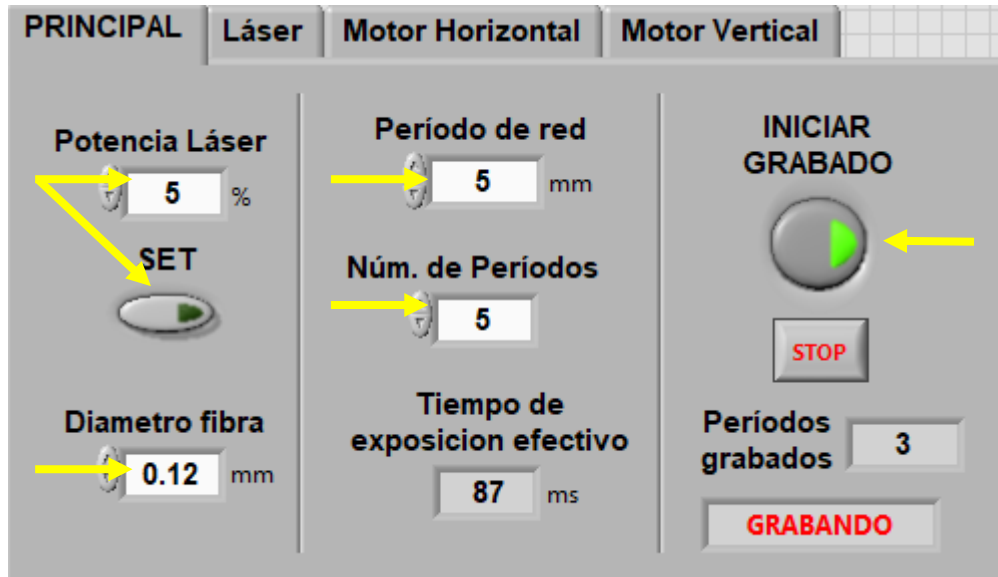 PRINCIPAL
Láser
Motor Horizontal
Motor Vertical
Potencia Láser
5 %
SET
Diametro fibra
0.12 mm
Período de red
5 mm
Núm. de Períodos
5
Tiempo de
exposicion efectivo
87 ms
INICIAR
GRABADO
STOP
Períodos
grabados
3
GRABANDO